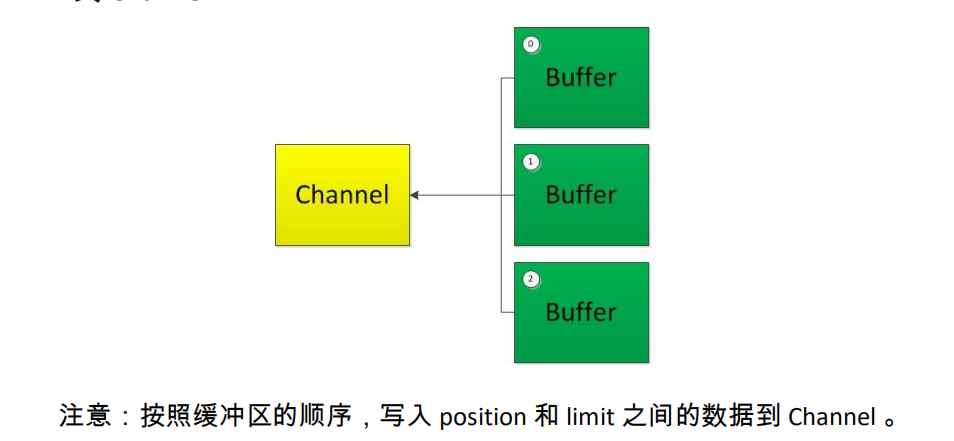 0
Buffer
1
Channel
Buffer
2
Buffer
注意：按照缓冲区的顺序，写入 position 和 limit 之间的数据到 Channel 。